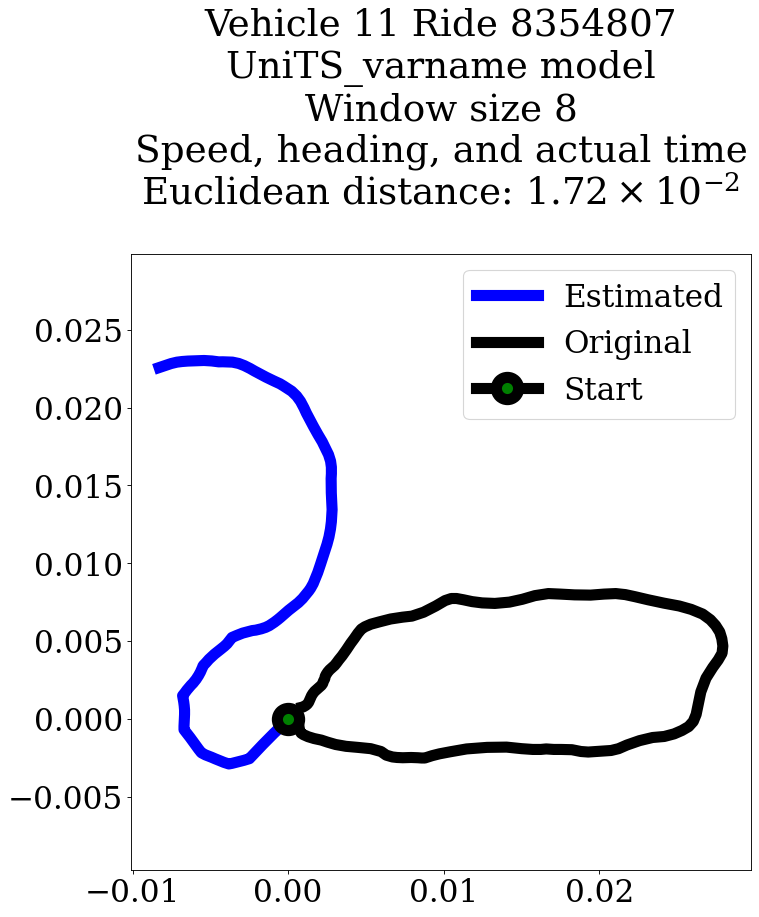 Vehicle 11 Ride 8354807
UniTS_varname model
Window size 8
Speed, heading, and actual time
Euclidean distance: 1.72 × 10⁻²
Estimated
Original
Start
0.025
0.020
0.015
0.010
0.005
0.000
−0.005
−0.01 0.00 0.01 0.02